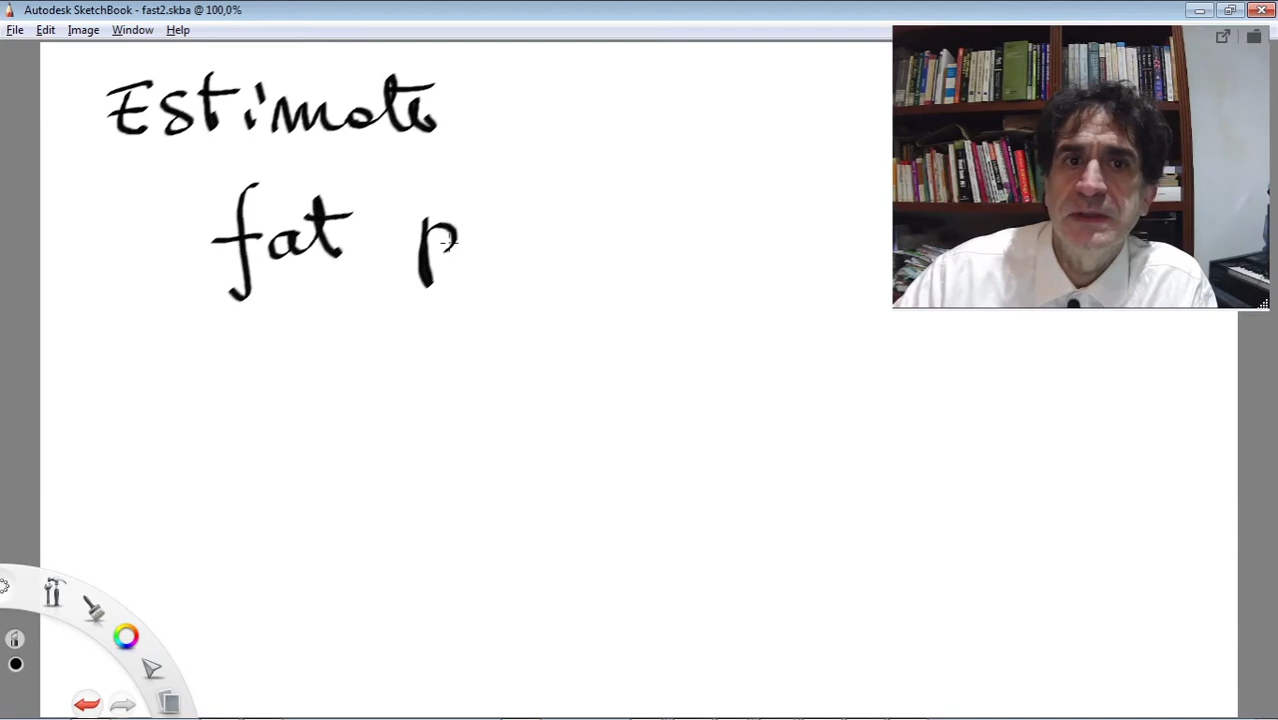 Autodesk SketchBook - fast2.skba @ 100,0%
File Edit Image Window Help
Estimate
fat p